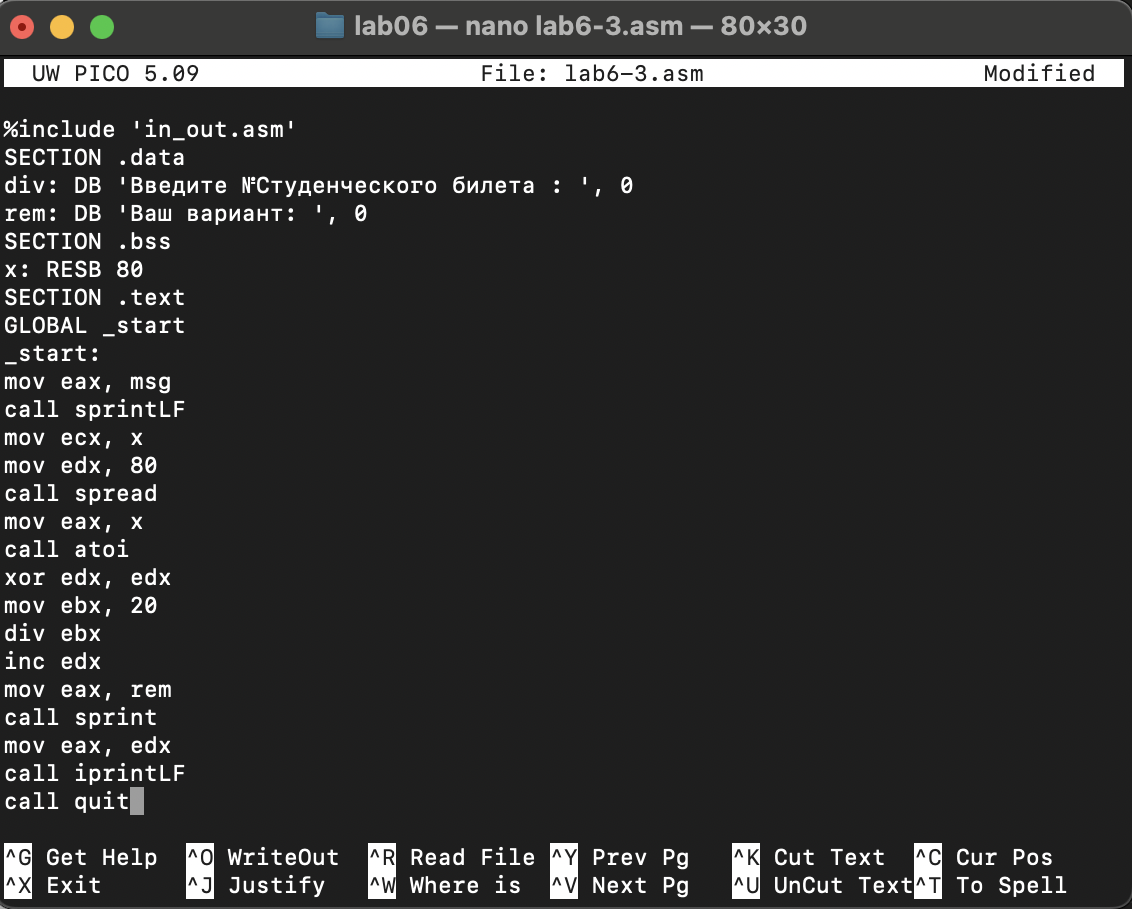 lab06 — nano lab6-3.asm — 80×30
UW PICO 5.09 File: lab6-3.asm Modified
%include 'in_out.asm'
SECTION .data
div: DB 'Введите №Студенческого билета : ', 0
rem: DB 'Ваш вариант: ', 0
SECTION .bss
x: RESB 80
SECTION .text
GLOBAL _start
_start:
mov eax, msg
call sprintLF
mov ecx, x
mov edx, 80
call spread
mov eax, x
call atoi
xor edx, edx
mov ebx, 20
div ebx
inc edx
mov eax, rem
call sprint
mov eax, edx
call iprintLF
call quit
^G Get Help ^O WriteOut ^R Read File ^Y Prev Pg ^K Cut Text ^C Cur Pos
^X Exit ^J Justify ^W Where is ^V Next Pg ^U UnCut Text ^T To Spell